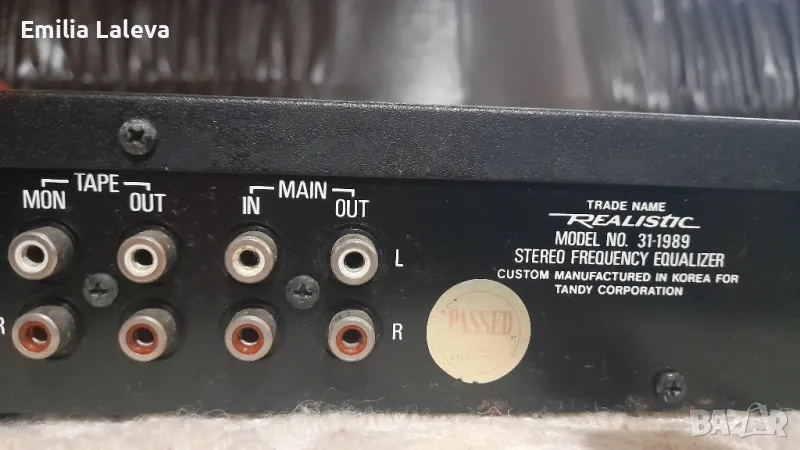 Emilia Laleva
TAPE
MON OUT
MAIN
IN OUT
L
R R
TRADE NAME
REALISTIC
MODEL NO. 31-1989
STEREO FREQUENCY EQUALIZER
CUSTOM MANUFACTURED IN KOREA FOR
TANDY CORPORATION
PASSED
BAZAR